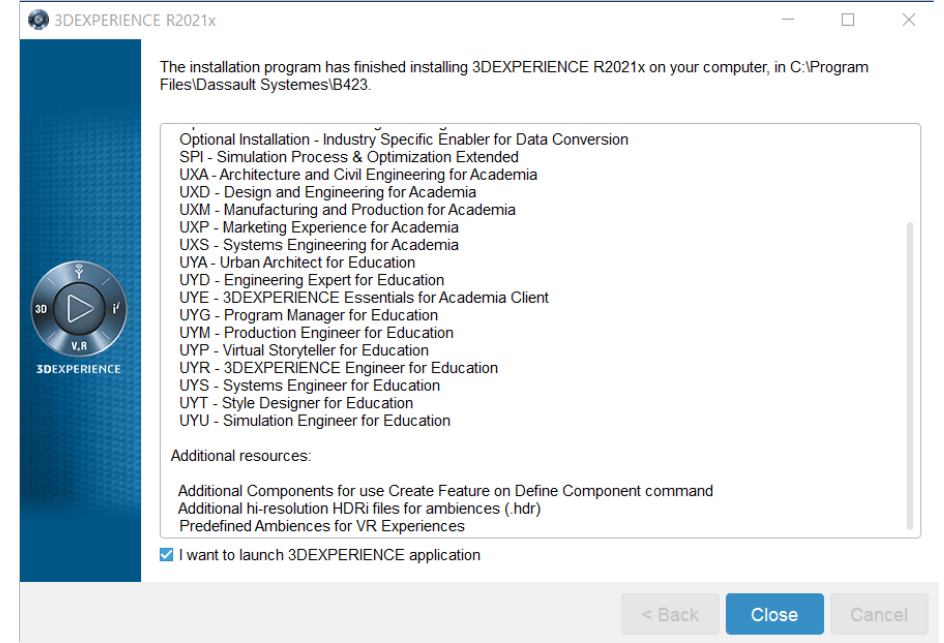 3DEXPERIENCE R2021x
The installation program has finished installing 3DEXPERIENCE R2021x on your computer, in C:\Program
Files\Dassault Systemes\B423.
Optional Installation - Industry Specific Enabler for Data Conversion
SPI - Simulation Process & Optimization Extended
UXA - Architecture and Civil Engineering for Academia
UXD - Design and Engineering for Academia
UXM - Manufacturing and Production for Academia
UXP - Marketing Experience for Academia
UXS - Systems Engineering for Academia
UYA - Urban Architect for Education
UYD - Engineering Expert for Education
UYE - 3DEXPERIENCE Essentials for Academia Client
UYG - Program Manager for Education
UYM - Production Engineer for Education
UYP - Virtual Storyteller for Education
UYR - 3DEXPERIENCE Engineer for Education
UYS - Systems Engineer for Education
UYT - Style Designer for Education
UYU - Simulation Engineer for Education
Additional resources:
Additional Components for use Create Feature on Define Component command
Additional hi-resolution HDRi files for ambiences (.hdr)
Predefined Ambiences for VR Experiences
3D
V.R
3DEXPERIENCE
I want to launch 3DEXPERIENCE application
< Back
Close
Cancel